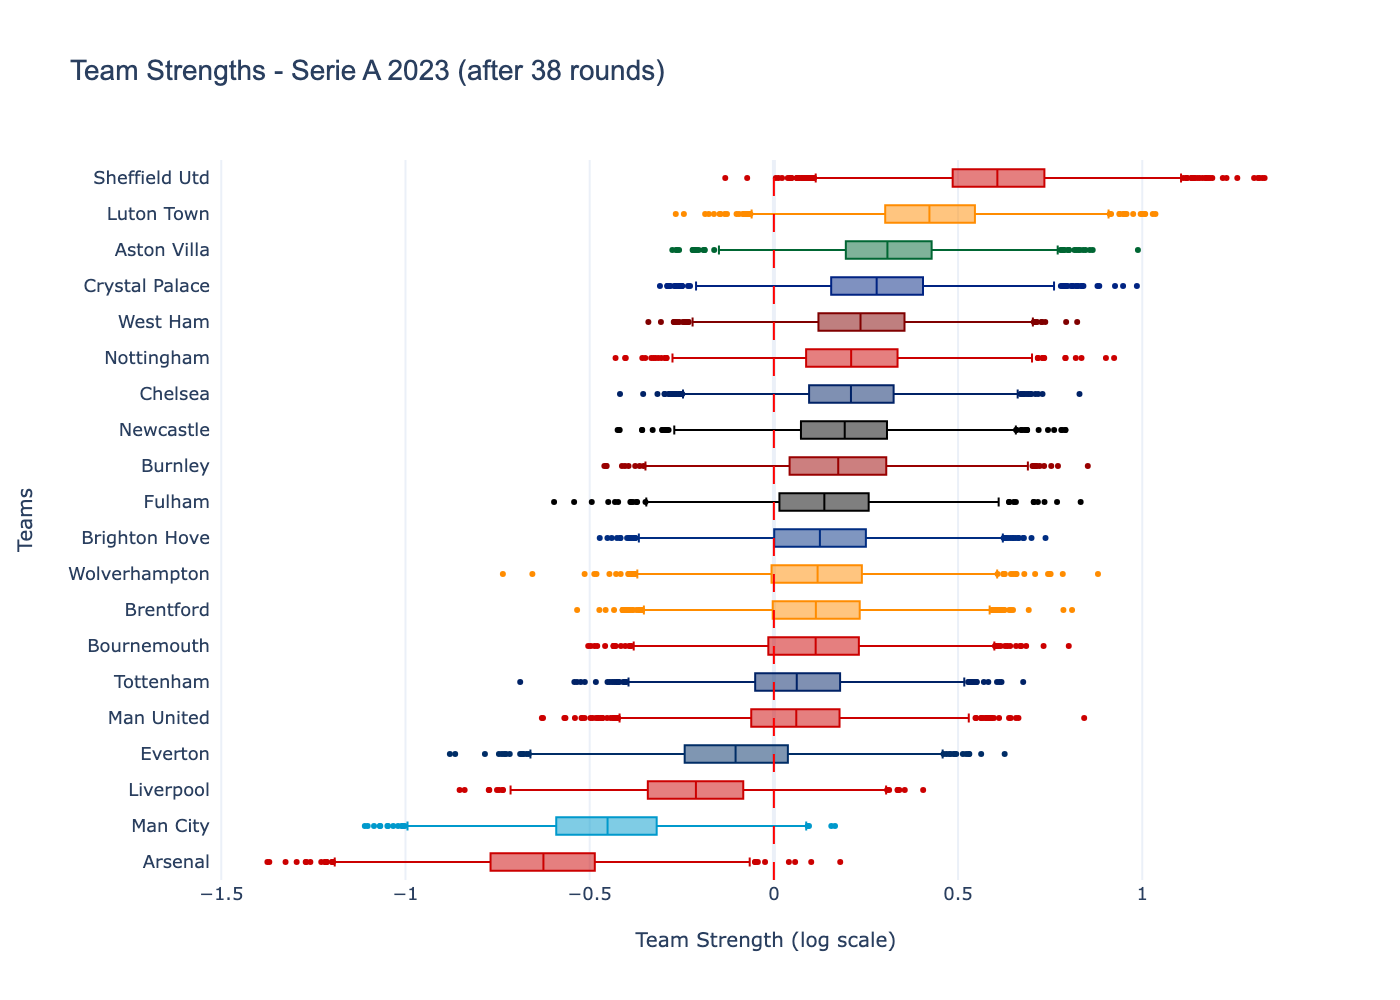 Team Strengths - Serie A 2023 (after 38 rounds)
Sheffield Utd
Luton Town
Aston Villa
Crystal Palace
West Ham
Nottingham
Chelsea
Newcastle
Burnley
Fulham
Brighton Hove
Wolverhampton
Brentford
Bournemouth
Tottenham
Man United
Everton
Liverpool
Man City
Arsenal
Teams
−1.5 −1 −0.5 0 0.5 1
Team Strength (log scale)